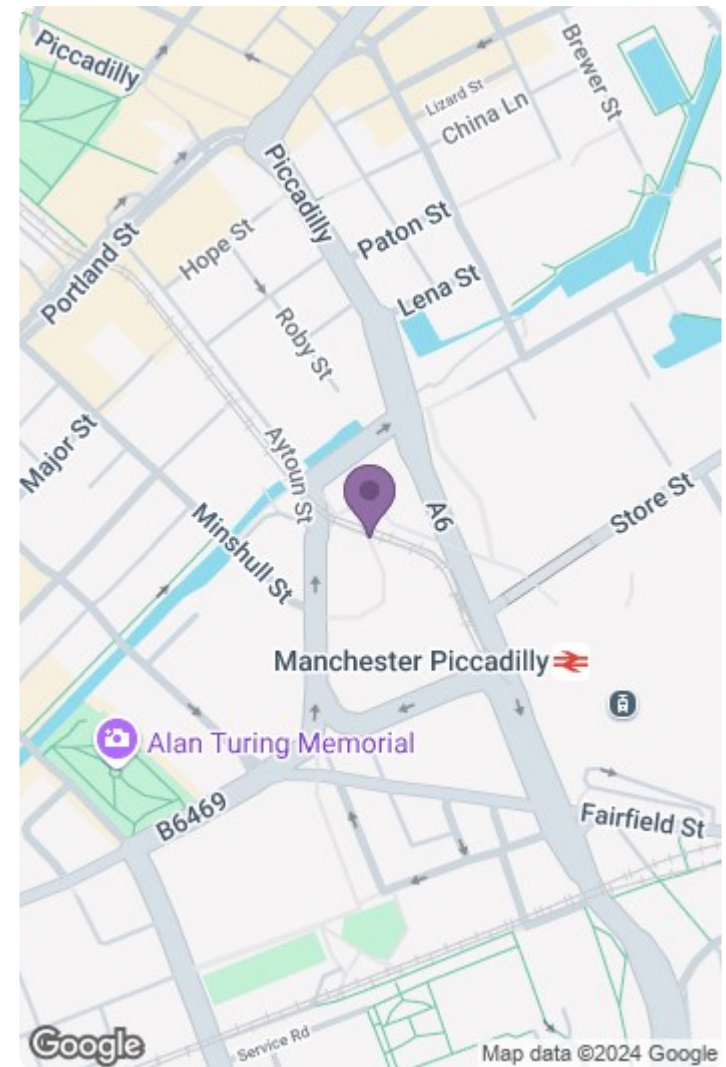 Piccadilly
Brewer St
Lizard St
China Ln
Piccadilly
Paton St
Hope St
Portland St
Lena St
Roby St
Major St
Aytoun St
A6
Store St
Minshull St
Manchester Piccadilly
Alan Turing Memorial
B6469
Fairfield St
Service Rd
Google
Map data ©2024 Google